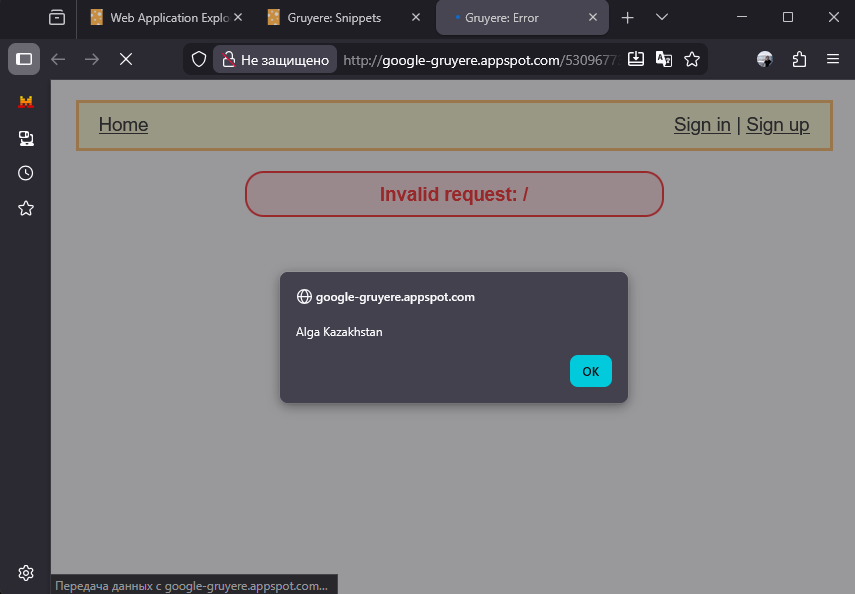 Web Application Explo
Gruyere: Snippets
Gruyere: Error
Не защищено
http://google-gruyere.appspot.com/5309677
Home
Sign in | Sign up
Invalid request: /
google-gruyere.appspot.com
Alga Kazakhstan
OK
Передача данных с google-gruyere.appspot.com...